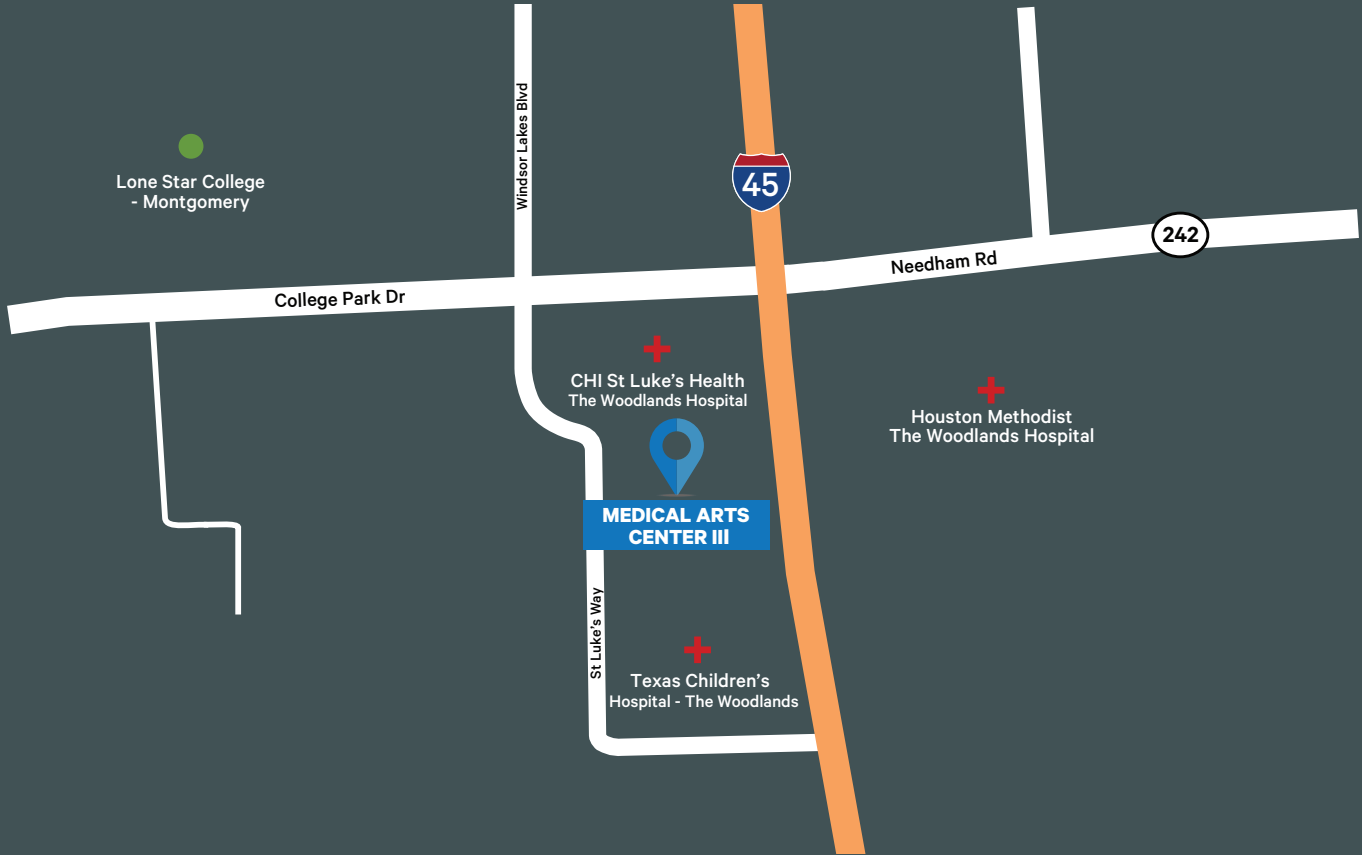 Windsor Lakes Blvd
45
Lone Star College
- Montgomery
242
Needham Rd
College Park Dr
CHI St Luke’s Health
The Woodlands Hospital
Houston Methodist
The Woodlands Hospital
MEDICAL ARTS
CENTER III
St Luke’s Way
Texas Children’s
Hospital - The Woodlands